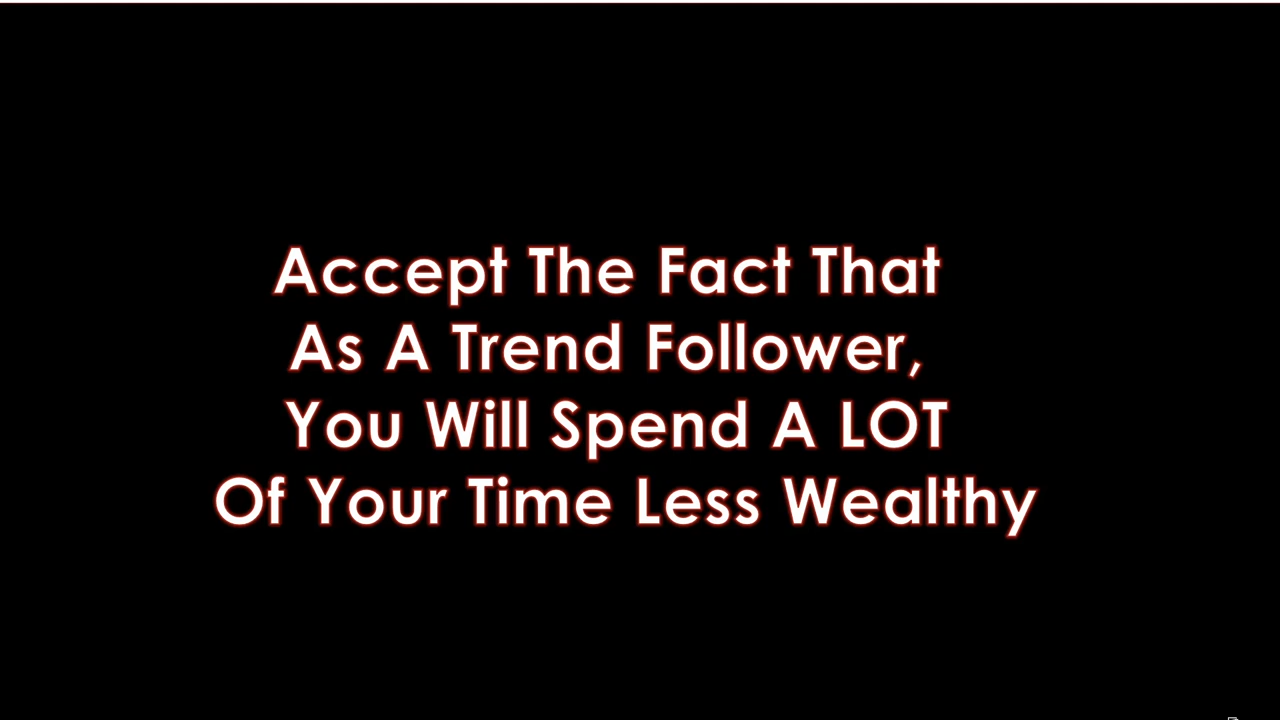 Accept The Fact That
As A Trend Follower,
You Will Spend A LOT
Of Your Time Less Wealthy